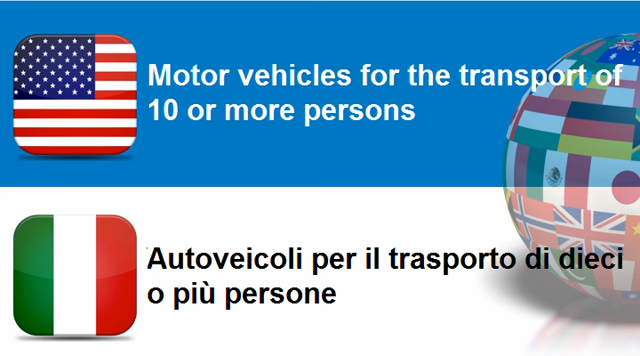 Motor vehicles for the transport of
10 or more persons
Autoveicoli per il trasporto di dieci
o più persone